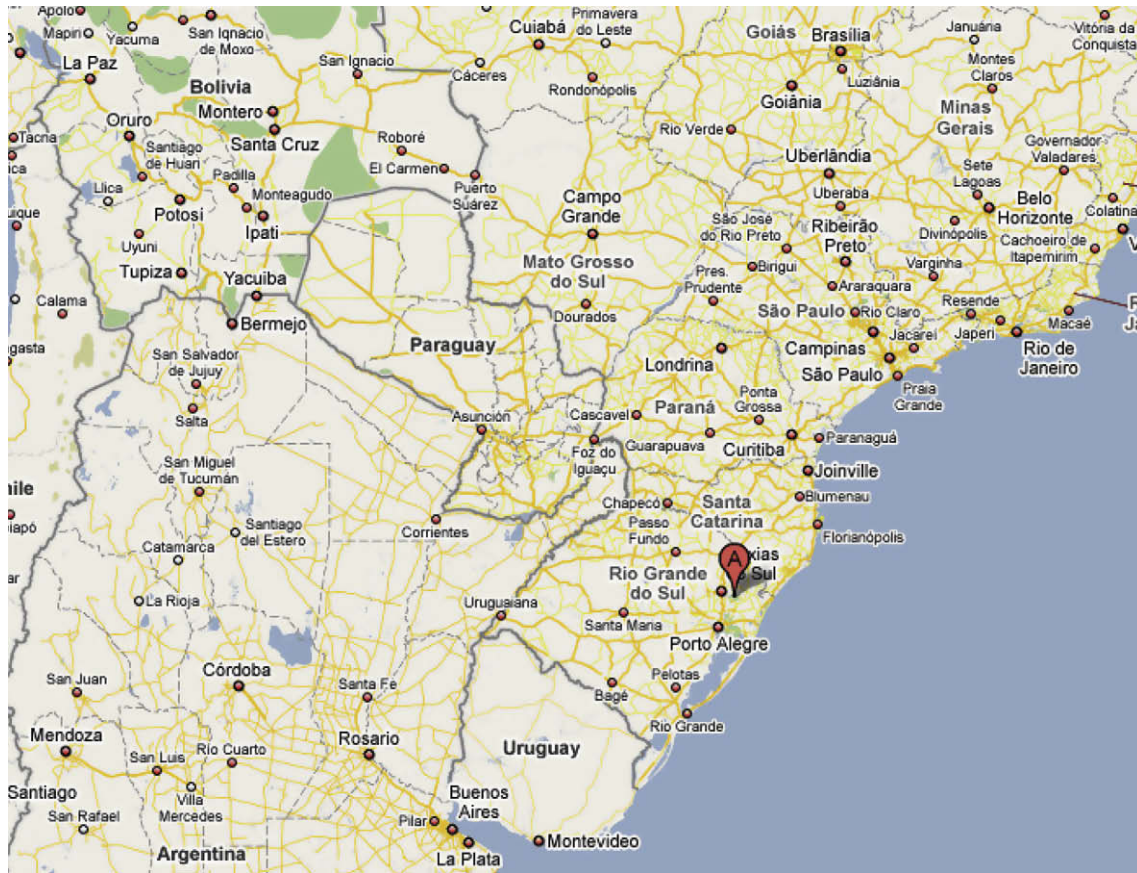 Apolo
Mapiri
Yacuma
San Ignacio
de Moxo
La Paz
Bolivia
San Ignacio
Montero
Oruro
Santa Cruz
Tacna
Santiago
de Huari
Roboré
El Carmen
Padilla
Llica
Monteagudo
Puerto
Suárez
Potosí
Ipati
Uyuni
Tupiza
Yacuiba
Calama
Bermejo
Cuiabá
Primavera
do Leste
Cáceres
Rondonópolis
Goiás
Brasília
Luziânia
Goiânia
Rio Verde
Januária
Montes
Claros
Vitória da
Conquista
Minas
Gerais
Governador
Valadares
Uberlândia
Uberaba
Sete
Lagoas
Belo
Horizonte
Colatina
Divinópolis
Cachoeiro de
Itapemirim
Campo
Grande
São José
do Rio Preto
Ribeirão
Preto
Mato Grosso
do Sul
Birigui
Varginha
Pres.
Prudente
Araraquara
São Paulo
Rio Claro
Resende
Dourados
Jacareí
Japeri
Macaé
Rio de
Janeiro
Londrina
Campinas
São Paulo
Praia
Grande
Paraguay
San Salvador
de Jujuy
Salta
Asunción
Cascavel
Paraná
Ponta
Grossa
Guarapuava
Curitiba
Paranaguá
Foz do
Iguaçu
Joinville
San Miguel
de Tucumán
Chapecó
Santa
Catarina
Blumenau
Corrientes
Passo
Fundo
Florianópolis
Santiago
del Estero
Catamarca
A
xias
Sul
Rio Grande
do Sul
La Rioja
Uruguaiana
Santa Maria
Porto Alegre
Córdoba
San Juan
Santa Fe
Bagé
Pelotas
Rio Grande
Mendoza
San Luis
Río Cuarto
Rosario
Uruguay
Santiago
Villa
Mercedes
San Rafael
Buenos
Aires
Pilar
Montevideo
La Plata
Argentina